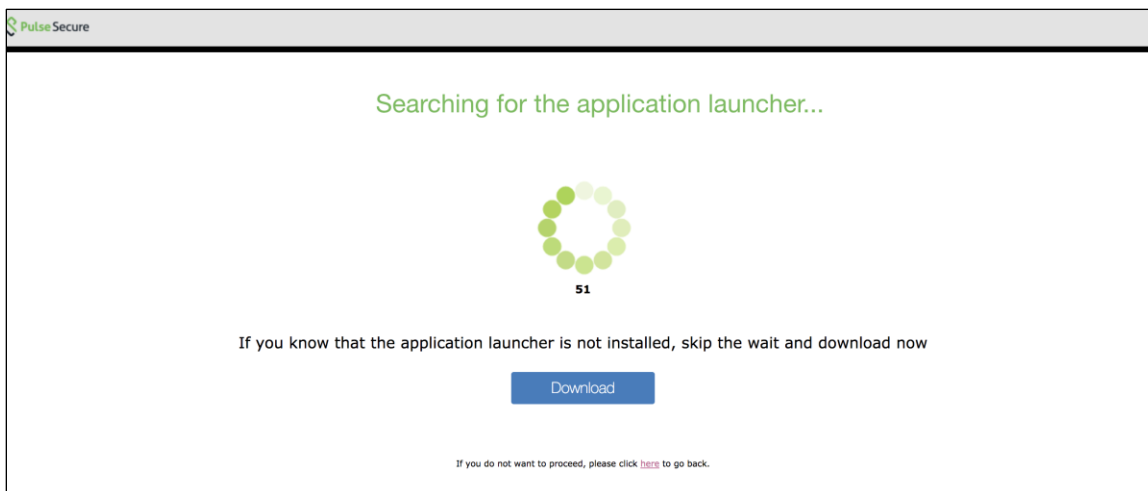 Pulse Secure
Searching for the application launcher...
51
If you know that the application launcher is not installed, skip the wait and download now
Download
If you do not want to proceed, please click here to go back.